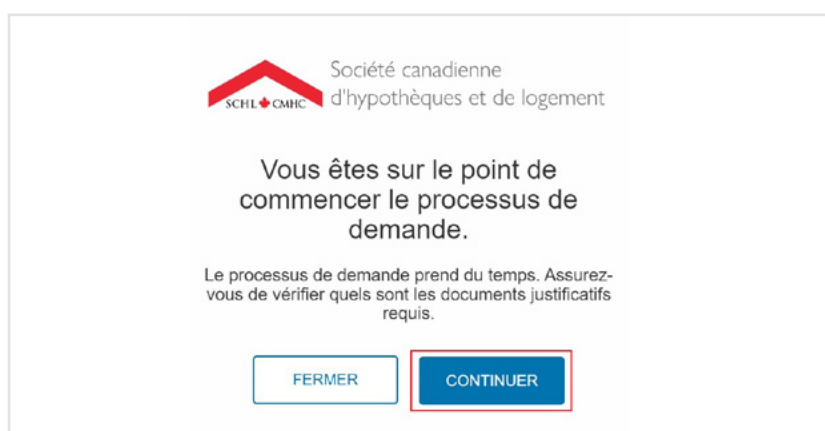 SCHL CMHC
Société canadienne
d'hypothèques et de logement
Vous êtes sur le point de
commencer le processus de
demande.
Le processus de demande prend du temps. Assurez-
vous de vérifier quels sont les documents justificatifs
requis.
FERMER
CONTINUER